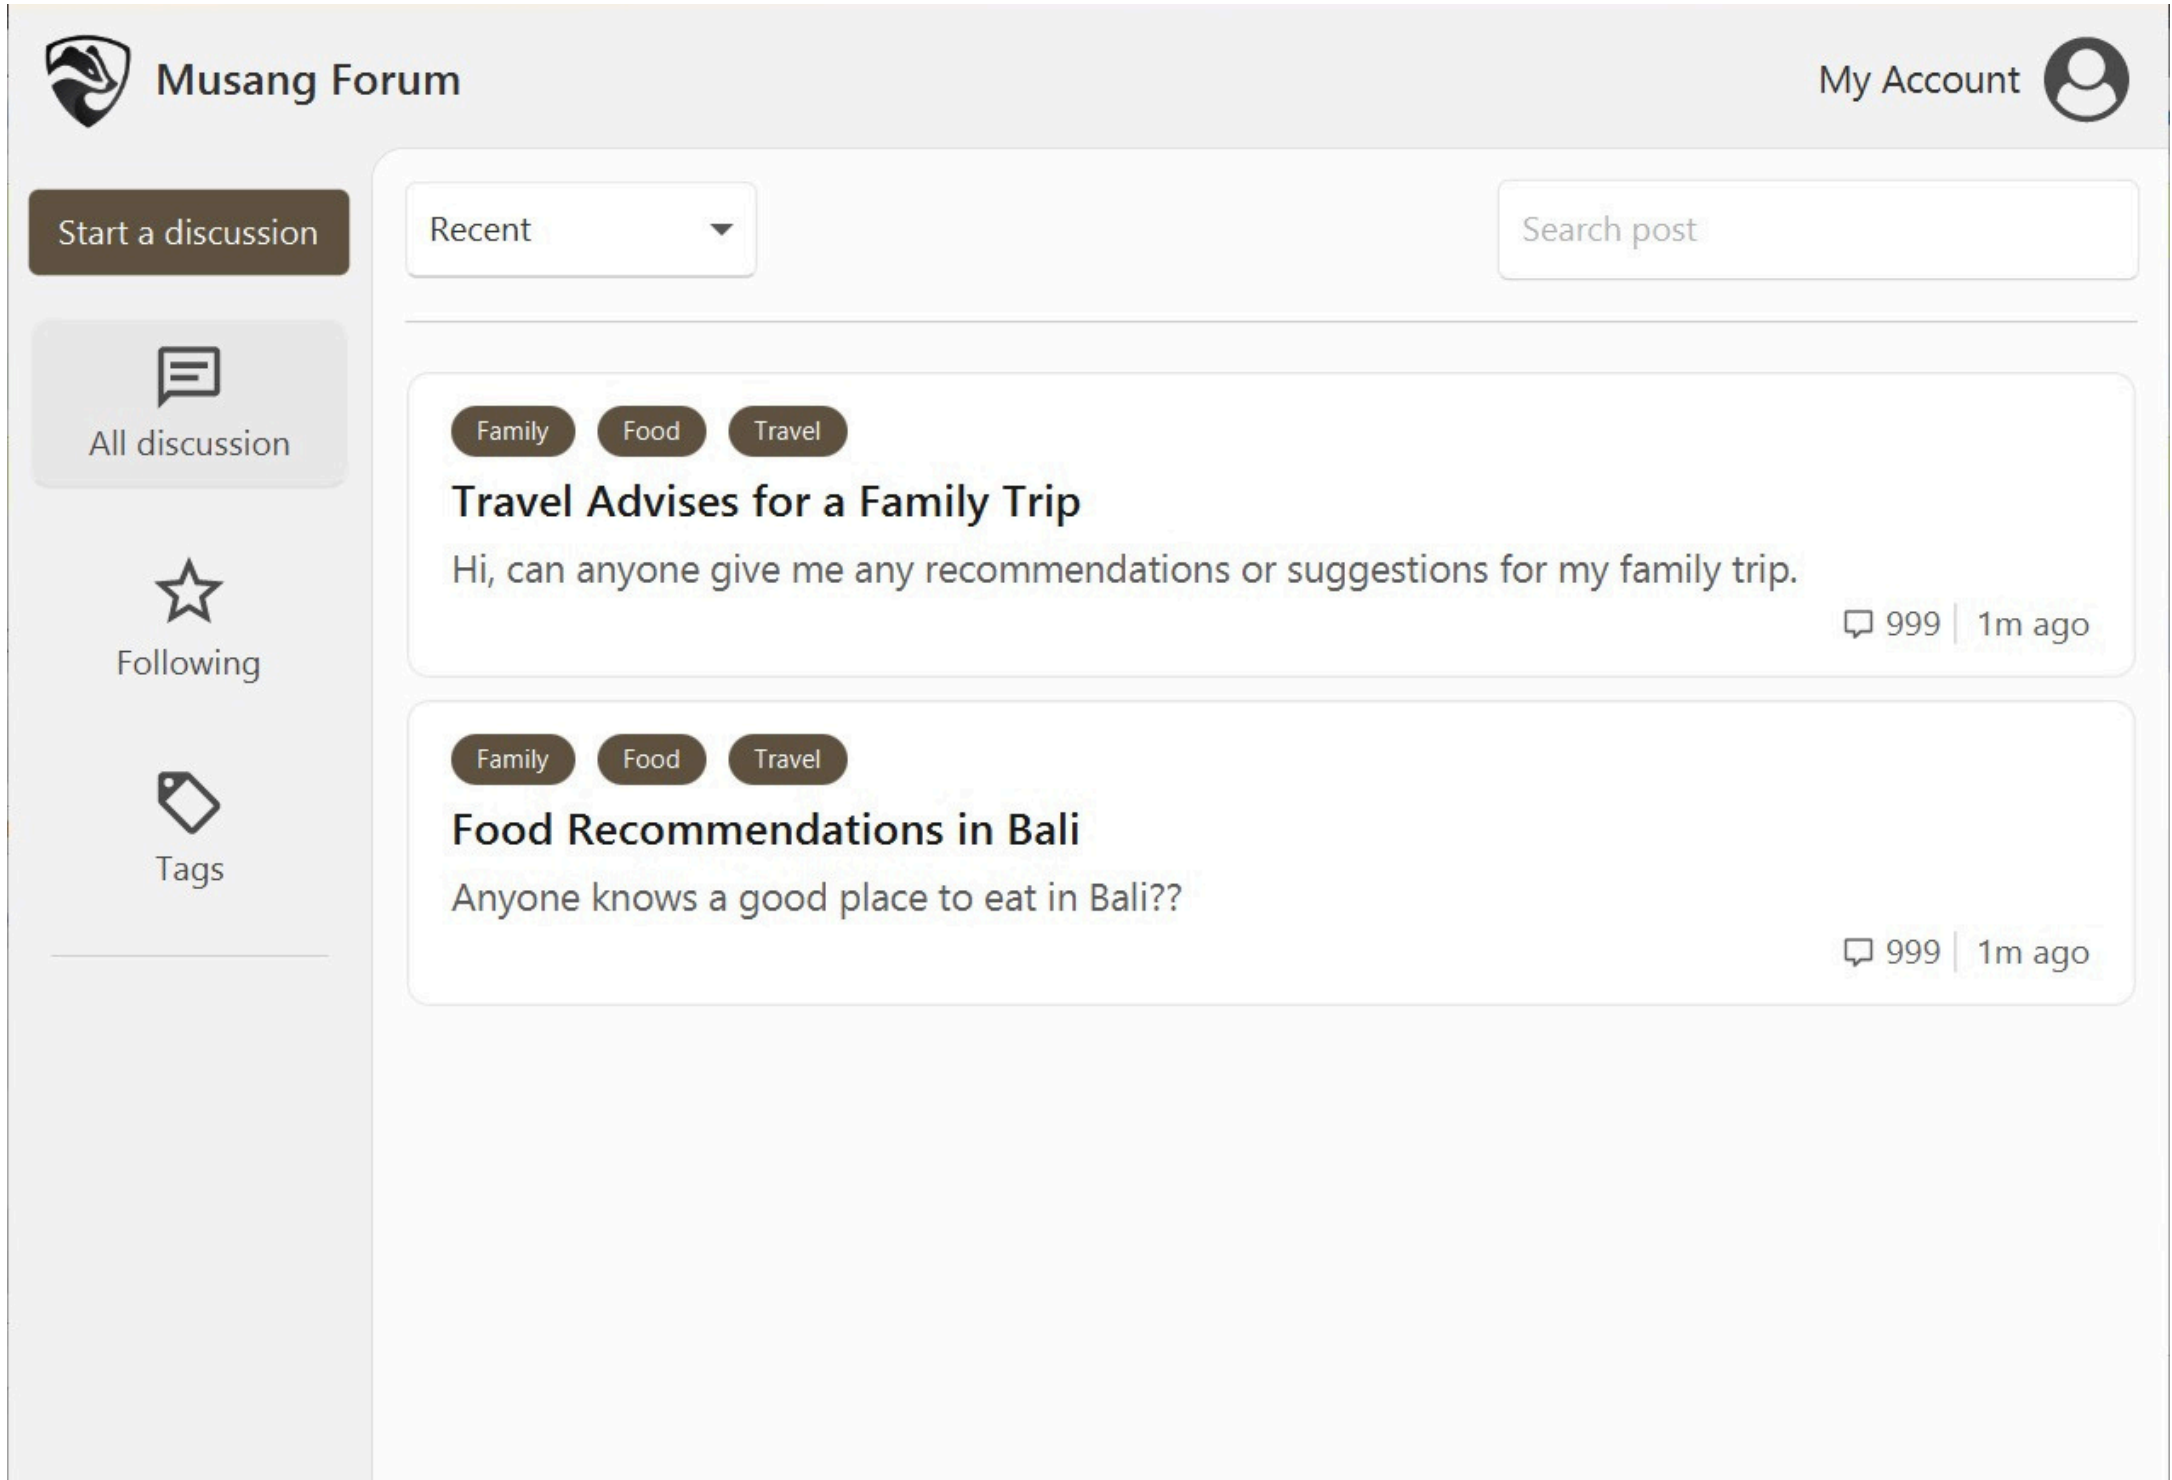 Musang Forum
My Account
Start a discussion
All discussion
Following
Tags
Recent
Search post
Family Food Travel
Travel Advises for a Family Trip
Hi, can anyone give me any recommendations or suggestions for my family trip.
999 1m ago
Family Food Travel
Food Recommendations in Bali
Anyone knows a good place to eat in Bali??
999 1m ago